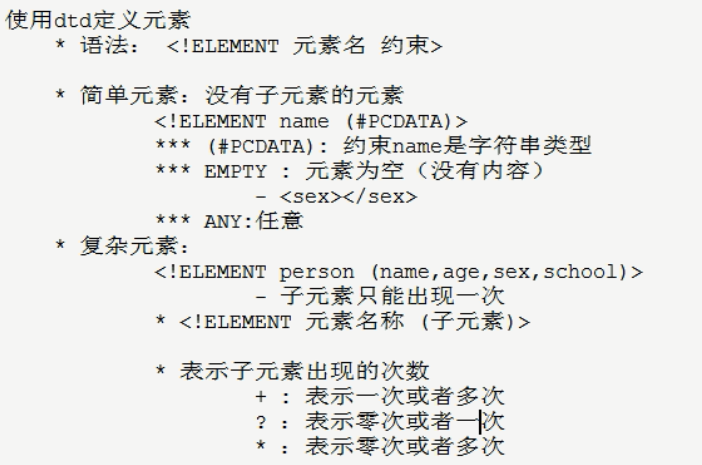 使用dtd定义元素
* 语法： <!ELEMENT 元素名 约束>
* 简单元素：没有子元素的元素
<!ELEMENT name (#PCDATA)>
*** (#PCDATA)：约束name是字符串类型
*** EMPTY : 元素为空（没有内容）
- <sex></sex>
*** ANY:任意
* 复杂元素：
<!ELEMENT person (name,age,sex,school)>
- 子元素只能出现一次
* <!ELEMENT 元素名称 (子元素)>
* 表示子元素出现的次数
+ : 表示一次或者多次
? : 表示零次或者一次
* : 表示零次或者多次